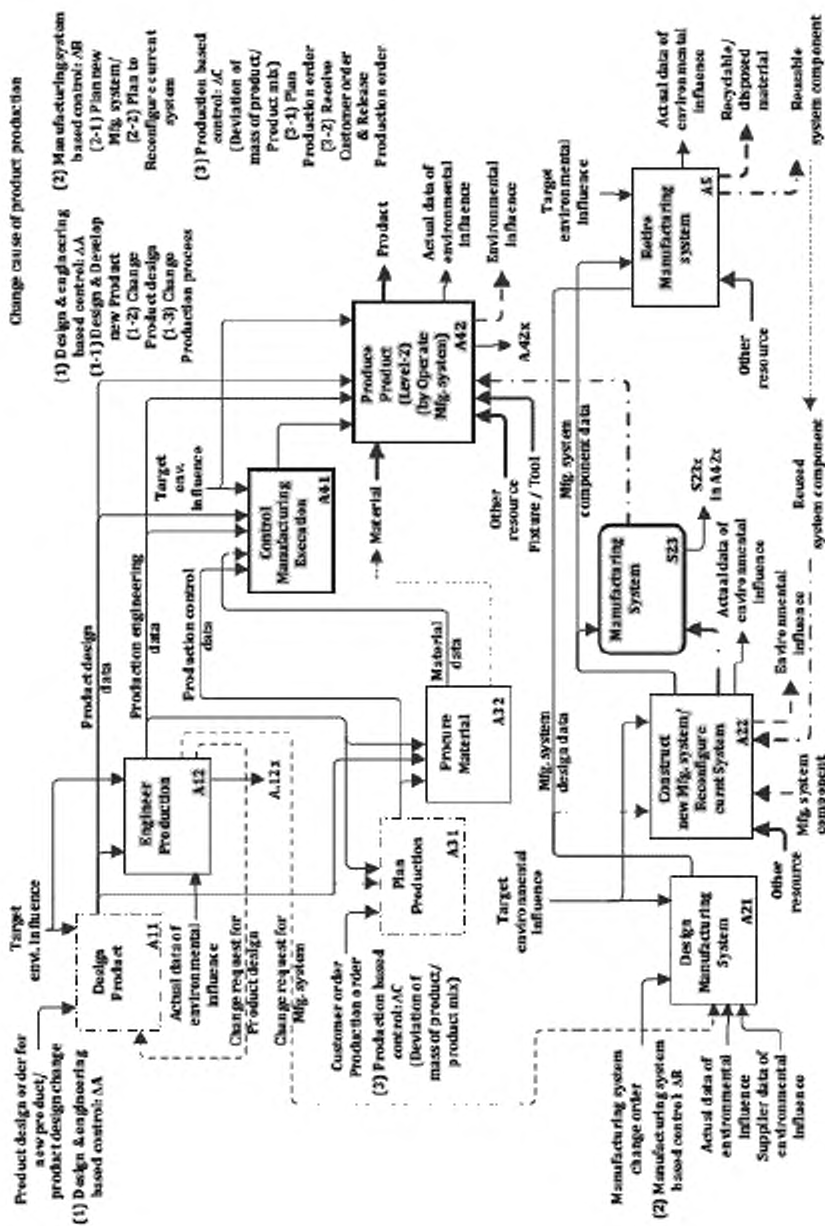 Change cause of product production
(1) Design & engineering
based control: ΔA
(1-1) Design & Develop
new Product
(1-2) Change
Product design
(1-3) Change
Production process
(2) Manufacturing system
based control: ΔB
(2-1) Plan new
Mfg. system/
(2-2) Plan to
Reconfigure current
system
(3) Production based
control: ΔC
(Deviation of
mass of product/
Product mix)
(3-1) Plan
Production order
(3-2) Receive
Customer order
& Release
Production order
Product design order for
new product/
product design change
(1) Design & engineering
based control: ΔA
Target
envi. influence
Design
Product
A11
Engineer
Production
A12
A12x
Actual data of
environmental
influence
Change request for
Product design
Change request for
Mfg. system
Product design
data
Production engineering
data
Production control
data
Target
env.
influence
Control
Manufacturing
Execution
A41
Customer order
Production order
(3) Production based
control: ΔC
(Deviation of
mass of product/
product mix)
Plan
Production
A31
Procure
Material
A32
Material
data
Material
Produce
Product
(Level-2)
(by Operate
Mfg. system)
A42
Product
Actual data of
environmental
influence
Environmental
influence
A42x
Other
resource
Fixture / Tool
Manufacturing system
change order
(2) Manufacturing system
based control: ΔB
Actual data of
environmental
influence
Supplier data of
environmental
influence
Target
environmental
influence
Design
Manufacturing
System
A21
Mfg. system
design data
Construct
new Mfg. system/
Reconfigure
curnt System
A22
Other
resource
Mfg. system
component
Manufacturing
System
S23
S23x
in A42x
Actual data of
environmental
influence
Environmental
influence
Reused
system component
Mfg. system
component data
Target
environmental
influence
Retire
Manufacturing
system
A5
Other
resource
Actual data of
environmental
influence
Recyclable/
disposed
material
Reusable
system component